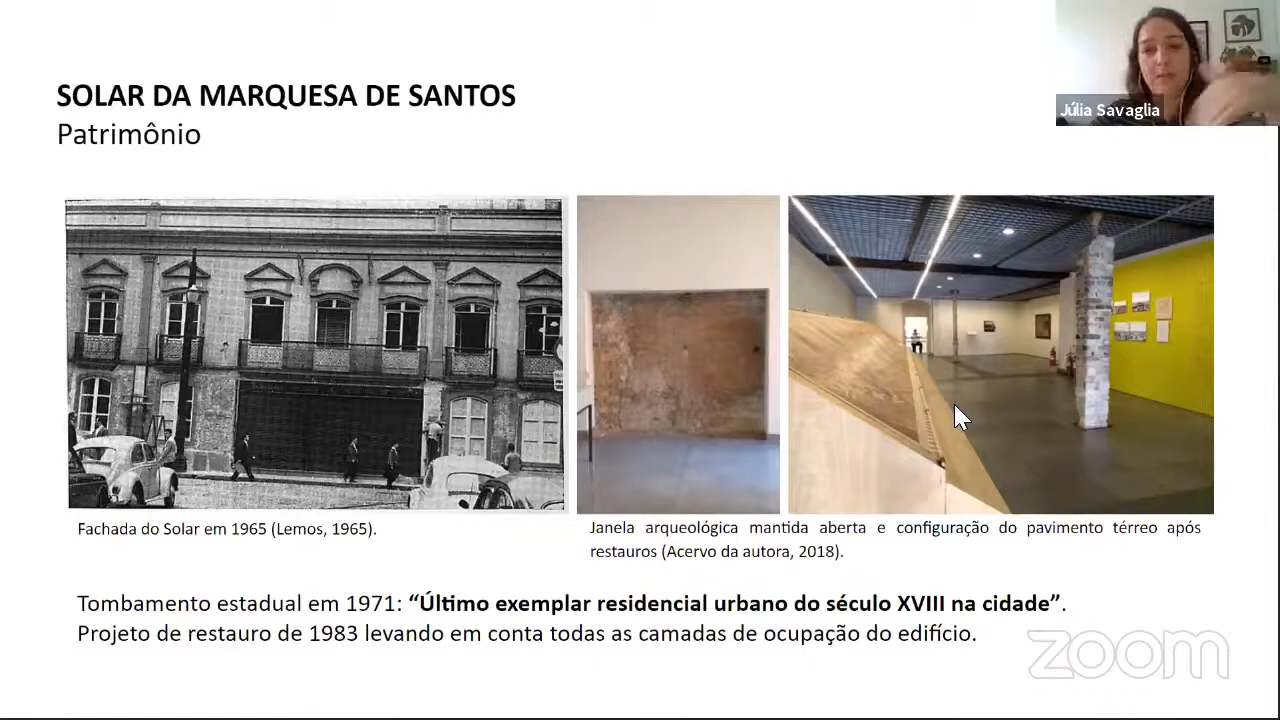 SOLAR DA MARQUESA DE SANTOS
Patrimônio
Júlia Savaglia
Fachada do Solar em 1965 (Lemos, 1965).
Janela arqueológica mantida aberta e configuração do pavimento térreo após
restauros (Acervo da autora, 2018).
Tombamento estadual em 1971: “Último exemplar residencial urbano do século XVIII na cidade”.
Projeto de restauro de 1983 levando em conta todas as camadas de ocupação do edifício.
zoom